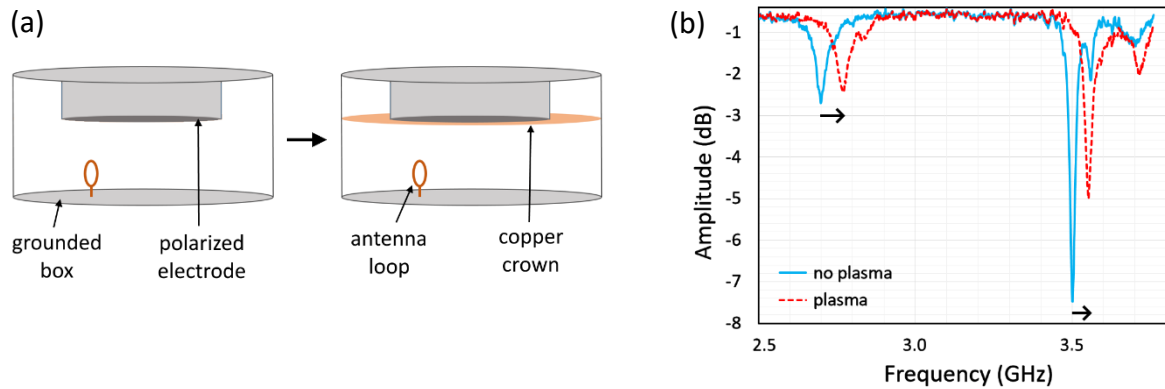 (a)
grounded
box
polarized
electrode
antenna
loop
copper
crown
(b)
Amplitude (dB)
-1
-2
-3
-4
-5
-6
-7
-8
no plasma
plasma
2.5
3.0
3.5
Frequency (GHz)